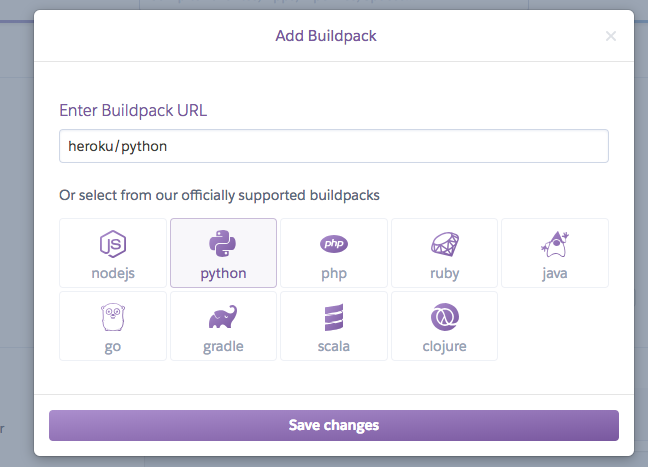 Add Buildpack
×
Enter Buildpack URL
heroku/python
Or select from our officially supported buildpacks
JS php
nodejs python php ruby java
go gradle scala clojure
Save changes
r